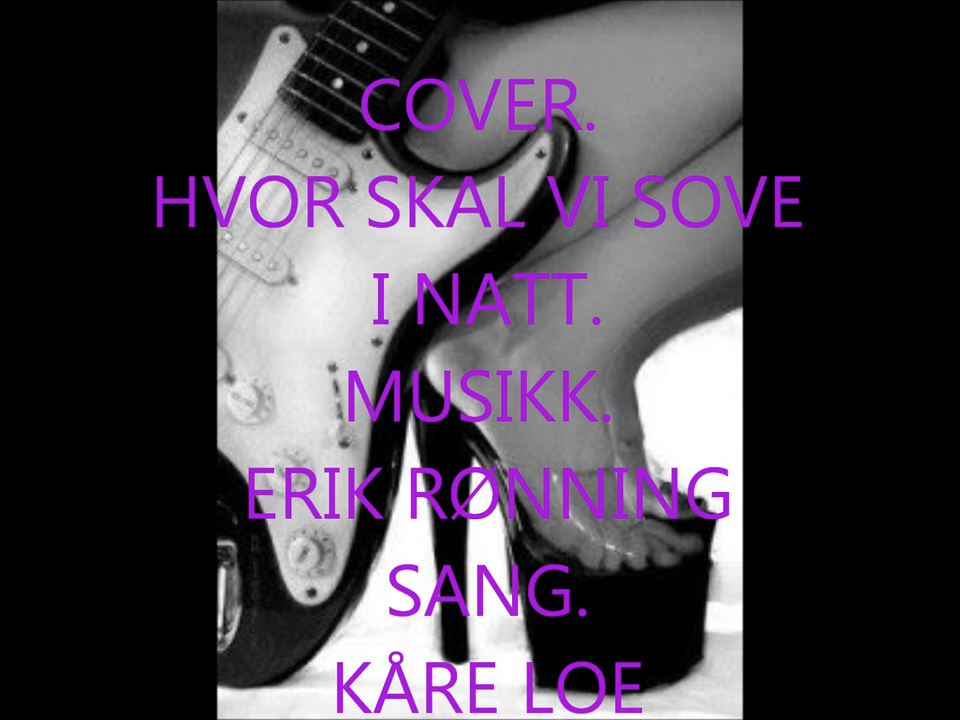 COVER.
HVOR SKAL VI SOVE
I NATT.
MUSIKK.
ERIK RØNNING
SANG.
KÅRE LOE